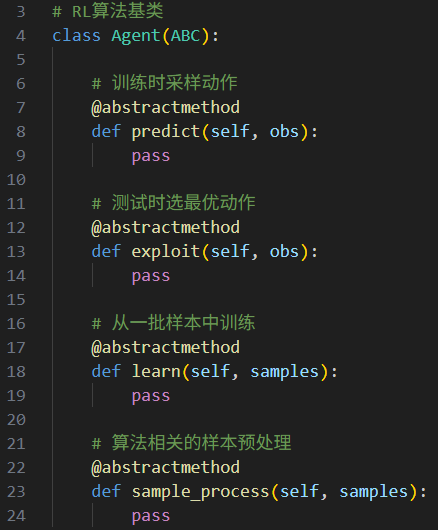 3 # RL算法基类
4 class Agent(ABC):
5
6 # 训练时采样动作
7 @abstractmethod
8 def predict(self, obs):
9 pass
10
11 # 测试时选最优动作
12 @abstractmethod
13 def exploit(self, obs):
14 pass
15
16 # 从一批样本中训练
17 @abstractmethod
18 def learn(self, samples):
19 pass
20
21 # 算法相关的样本预处理
22 @abstractmethod
23 def sample_process(self, samples):
24 pass